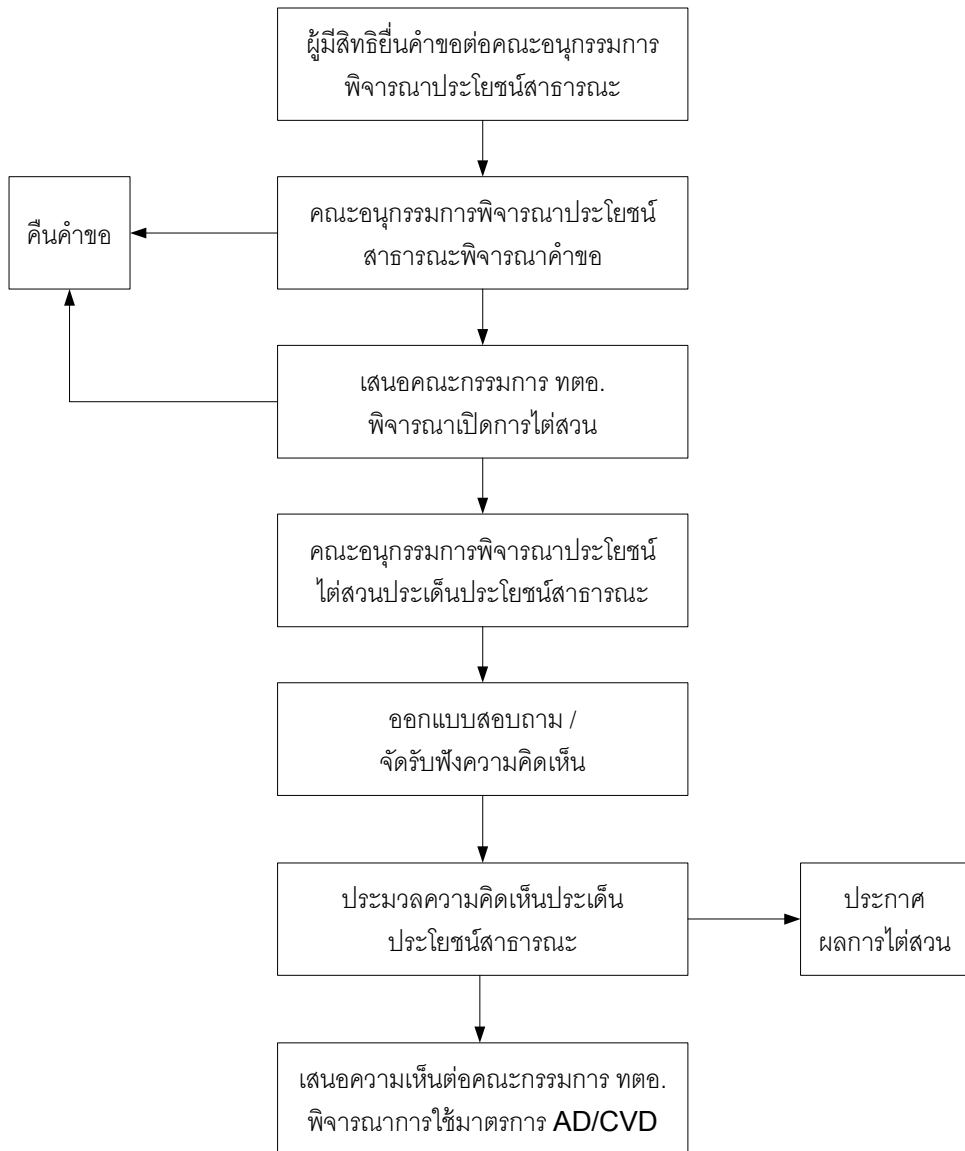 ผู้มีสิทธิยื่นคำขอต่อคณะอนุกรรมการ
พิจารณาประโยชน์สาธารณะ
คืนคำขอ
คณะอนุกรรมการพิจารณาประโยชน์
สาธารณะพิจารณาคำขอ
เสนอคณะกรรมการ ทตอ.
พิจารณาเปิดการไต่สวน
คณะอนุกรรมการพิจารณาประโยชน์
ไต่สวนประเด็นประโยชน์สาธารณะ
ออกแบบสอบถาม /
จัดรับฟังความคิดเห็น
ประมวลความคิดเห็นประเด็น
ประโยชน์สาธารณะ
ประกาศ
ผลการไต่สวน
เสนอความเห็นต่อคณะกรรมการ ทตอ.
พิจารณาการใช้มาตรการ AD/CVD